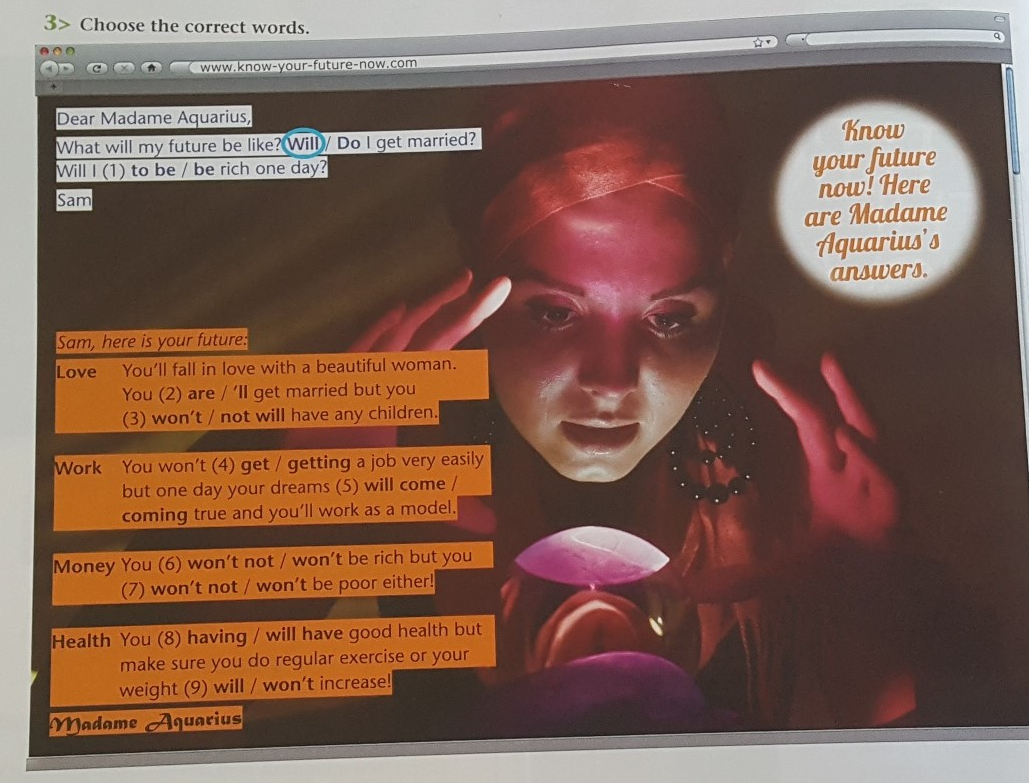 3> Choose the correct words.
www.know-your-future-now.com
Dear Madame Aquarius,
What will my future be like? Will / Do I get married?
Will I (1) to be / be rich one day?
Sam
Know
your future
now! Here
are Madame
Aquarius's
answers.
Sam, here is your future:
Love You'll fall in love with a beautiful woman.
You (2) are / 'll get married but you
(3) won't / not will have any children.
Work You won't (4) get / getting a job very easily
but one day your dreams (5) will come /
coming true and you'll work as a model.
Money You (6) won't not / won't be rich but you
(7) won't not / won't be poor either!
Health You (8) having / will have good health but
make sure you do regular exercise or your
weight (9) will / won't increase!
Madame Aquarius